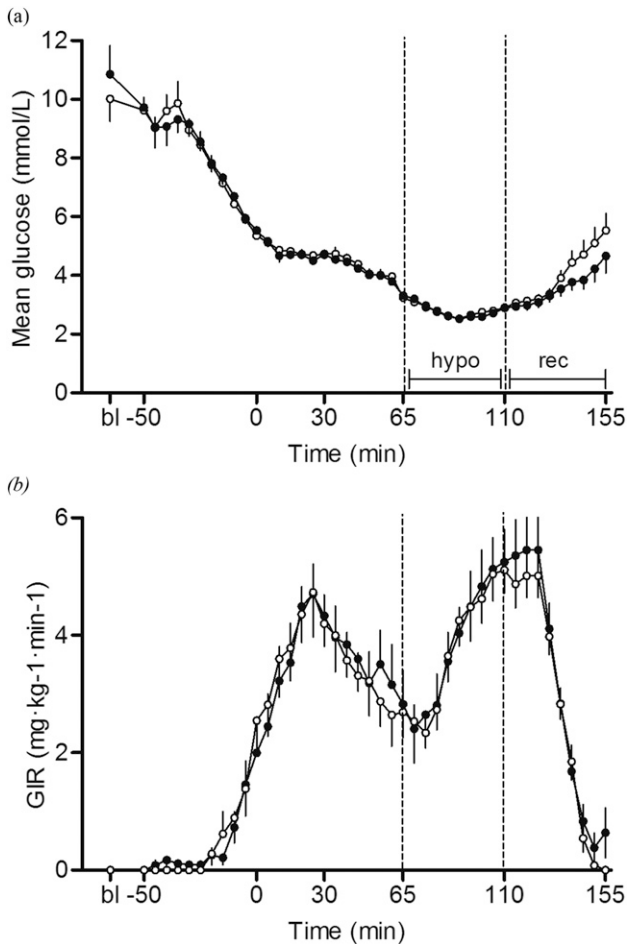 (a)
Mean glucose (mmol/L)
12
10
8
6
4
2
0
hypo
rec
bl -50 0 30 65 110 155
Time (min)
(b)
GIR (mg·kg-1·min-1)
6
4
2
0
bl -50 0 30 65 110 155
Time (min)